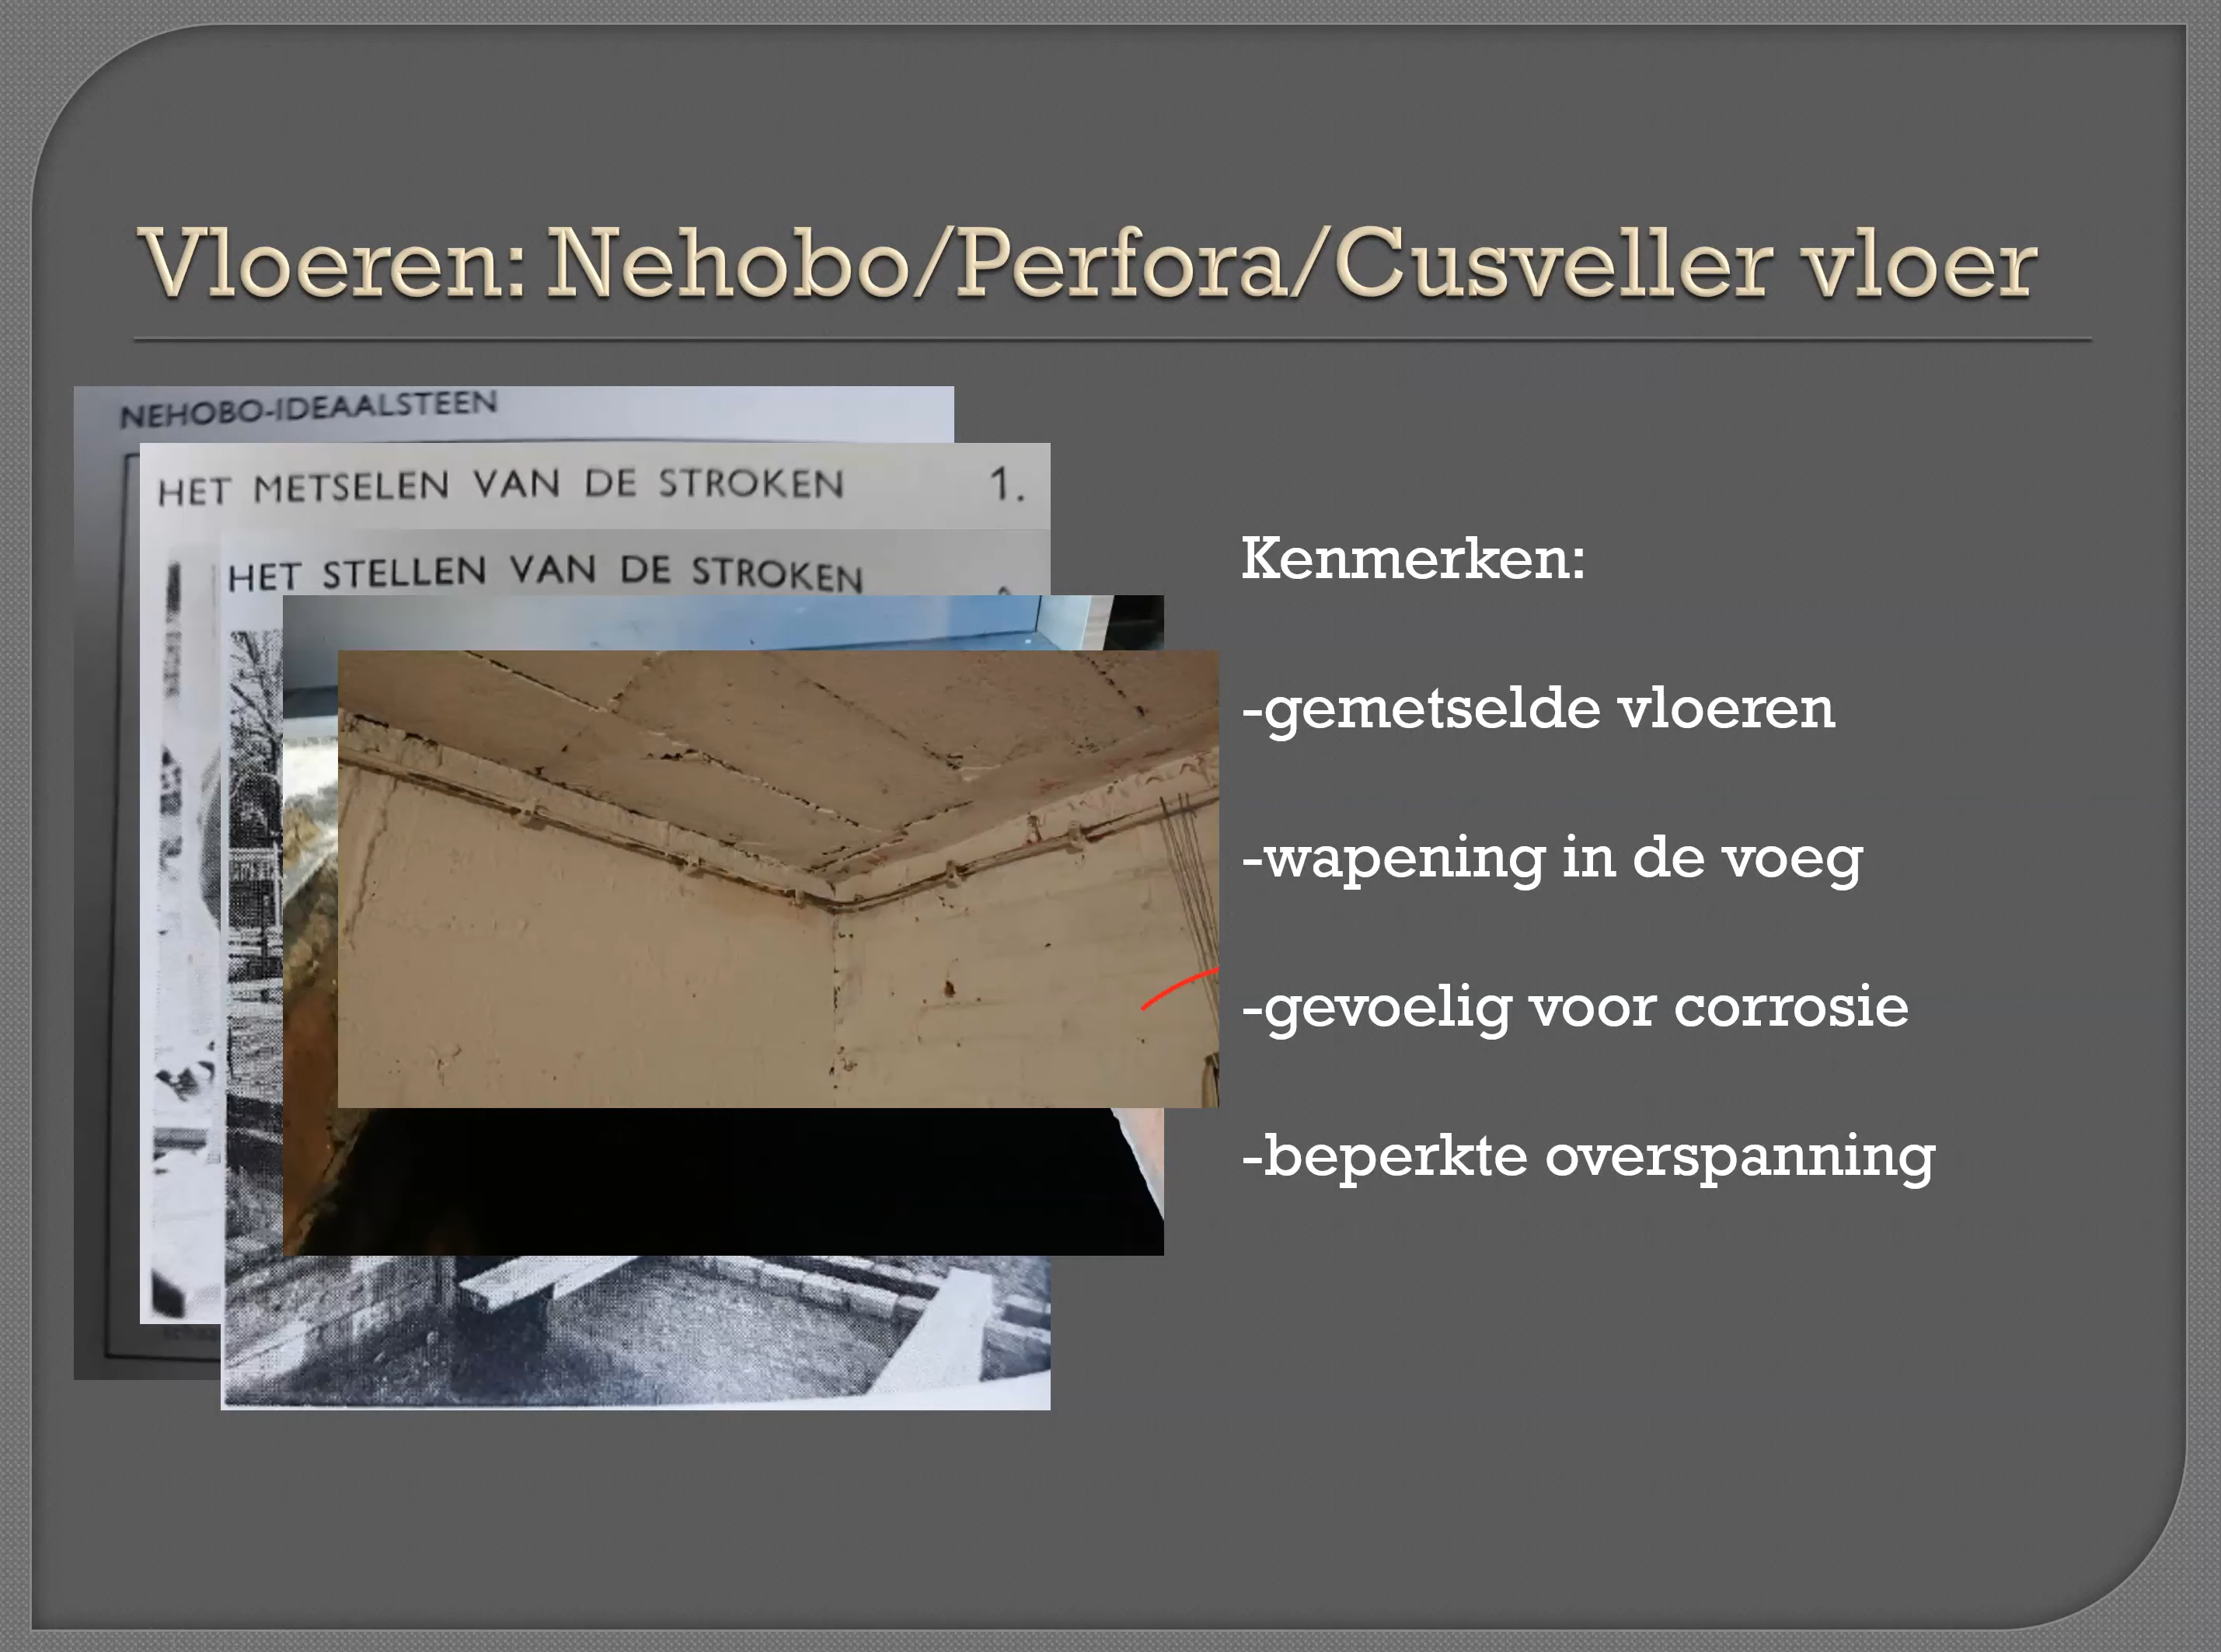 Vloeren: Nehobo/Perfora/Cusveller vloer
NEHOBO-IDEAALSTEEN
HET METSELEN VAN DE STROKEN 1.
HET STELLEN VAN DE STROKEN
Kenmerken:
-gemetselde vloeren
-wapening in de voeg
-gevoelig voor corrosie
-beperkte overspanning